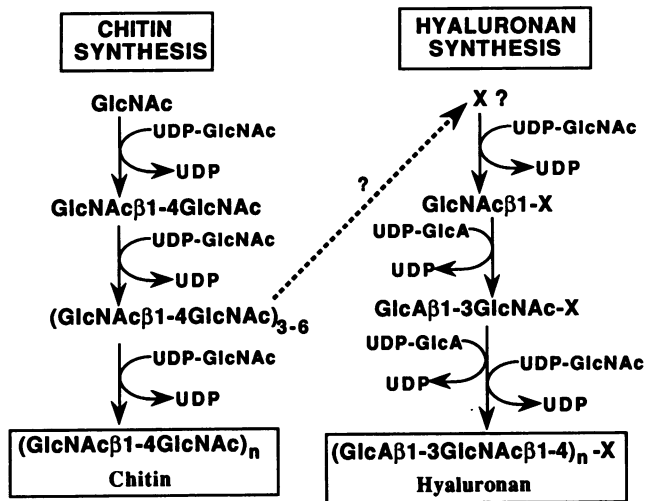 CHITIN
SYNTHESIS
GlcNAc
UDP-GlcNAc
UDP
GlcNAcβ1-4GlcNAc
UDP-GlcNAc
UDP
(GlcNAcβ1-4GlcNAc)3-6
UDP-GlcNAc
UDP
(GlcNAcβ1-4GlcNAc)n
Chitin
?
HYALURONAN
SYNTHESIS
X ?
UDP-GlcNAc
UDP
GlcNAcβ1-X
UDP-GlcA
UDP
GlcAβ1-3GlcNAc-X
UDP-GlcA
UDP
UDP-GlcNAc
UDP
(GlcAβ1-3GlcNAcβ1-4)n-X
Hyaluronan